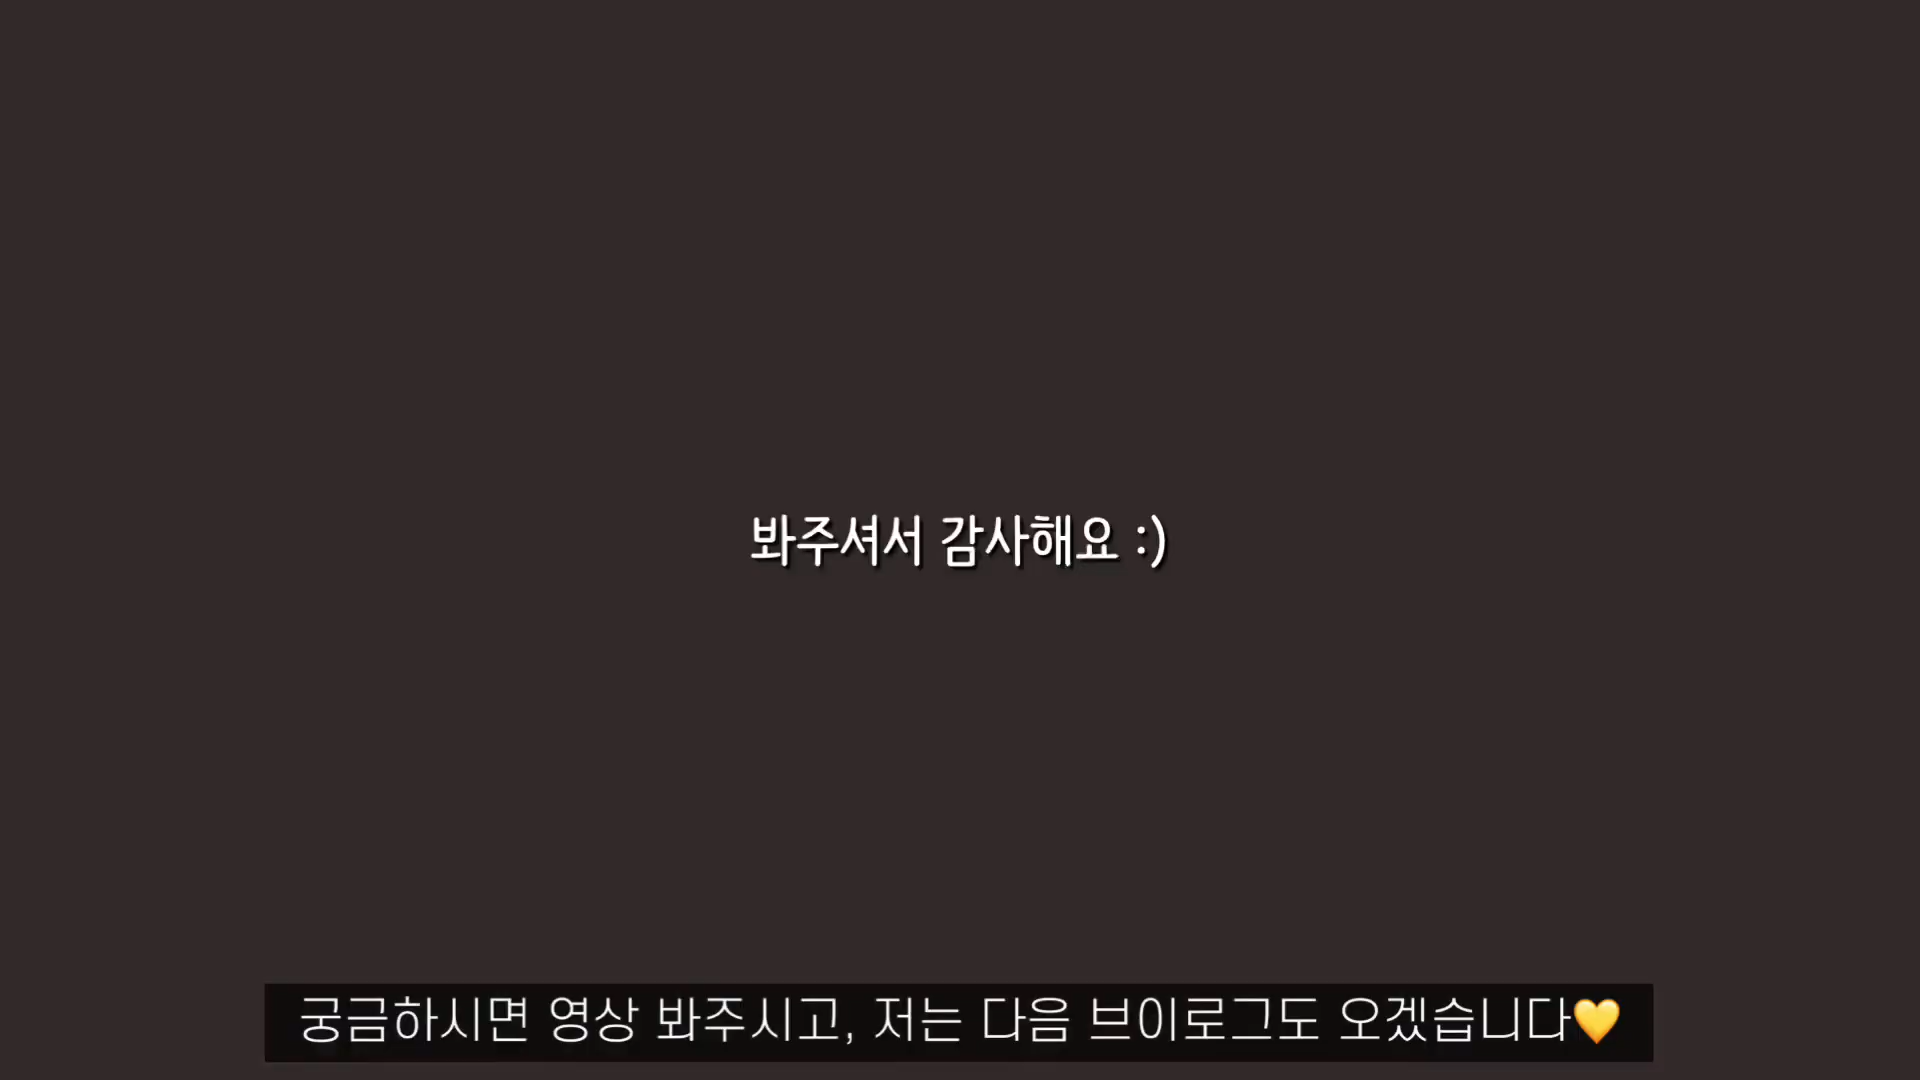 봐주셔서 감사해요 :)
궁금하시면 영상 봐주시고, 저는 다음 브이로그도 오겠습니다💛